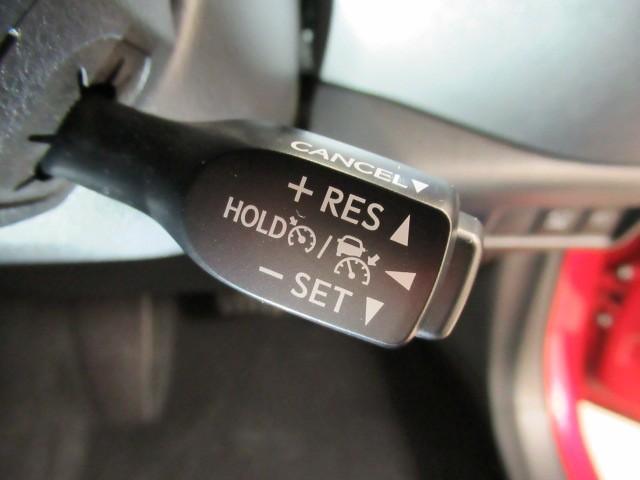 CANCEL
+ RES
HOLD /
− SET